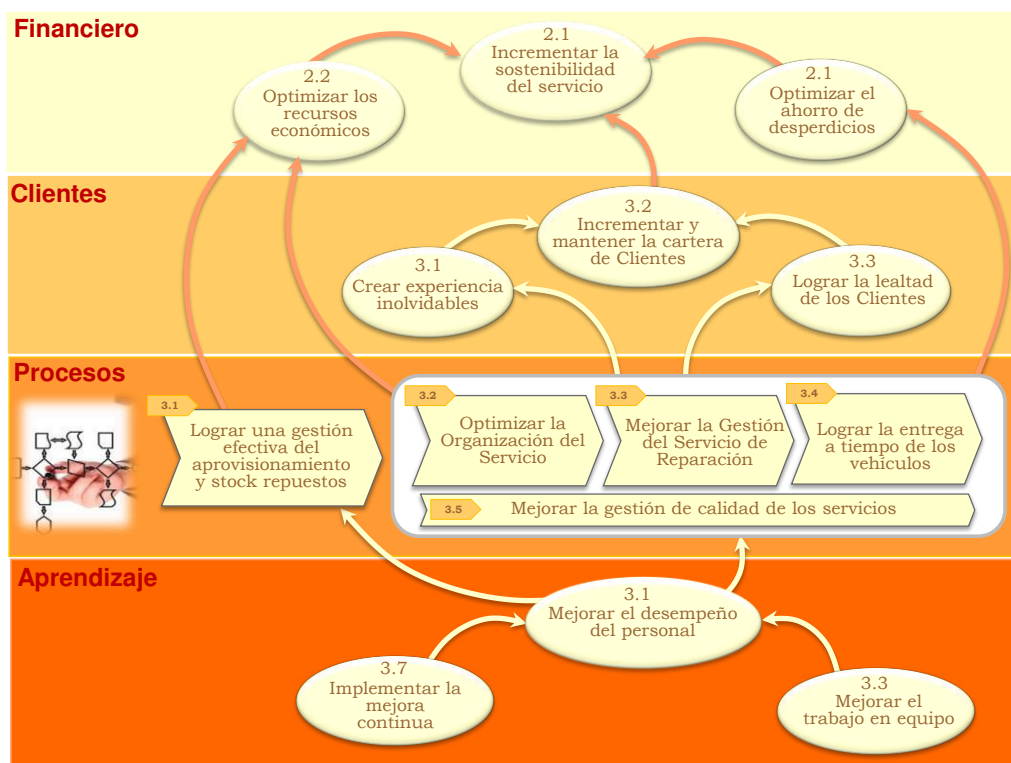 Financiero
2.1
Incrementar la
sostenibilidad
del servicio
2.2
Optimizar los
recursos
económicos
2.1
Optimizar el
ahorro de
desperdicios
Clientes
3.2
Incrementar y
mantener la cartera
de Clientes
3.1
Crear experiencia
inolvidables
3.3
Lograr la lealtad
de los Clientes
Procesos
3.1
Lograr una gestión
efectiva del
aprovisionamiento
y stock repuestos
3.2
Optimizar la
Organización del
Servicio
3.3
Mejorar la Gestión
del Servicio de
Reparación
3.4
Lograr la entrega
a tiempo de los
vehículos
3.5
Mejorar la gestión de calidad de los servicios
Aprendizaje
3.1
Mejorar el desempeño
del personal
3.7
Implementar la
mejora
continua
3.3
Mejorar el
trabajo en equipo